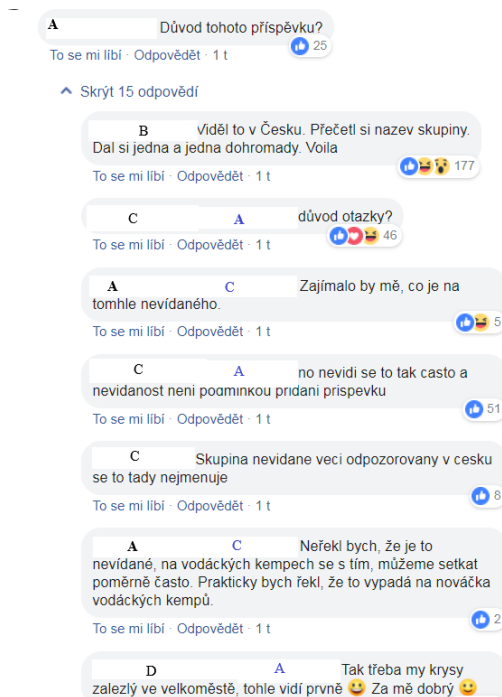 A Důvod tohoto příspěvku?
25
To se mi líbí · Odpovědět · 1 t
Skrýt 15 odpovědí
B Viděl to v Česku. Přečetl si nazev skupiny.
Dal si jedna a jedna dohromady. Voila
177
To se mi líbí · Odpovědět · 1 t
C A důvod otazky?
46
To se mi líbí · Odpovědět · 1 t
A C Zajímalo by mě, co je na
tomhle nevídaného.
5
To se mi líbí · Odpovědět · 1 t
C A no nevidi se to tak casto a
nevidanost neni podminkou pridani prispevku
51
To se mi líbí · Odpovědět · 1 t
C Skupina nevidane veci odpozorovany v cesku
se to tady nejmenuje
8
To se mi líbí · Odpovědět · 1 t
A C Neřekl bych, že je to
nevídané, na vodáckých kempech se s tím, můžeme setkat
poměrně často. Prakticky bych řekl, že to vypadá na nováčka
vodáckých kempů.
2
To se mi líbí · Odpovědět · 1 t
D A Tak třeba my krysy
zalezlý ve velkoměstě, tohle vidí prvně 😀 Za mě dobrý 🙂